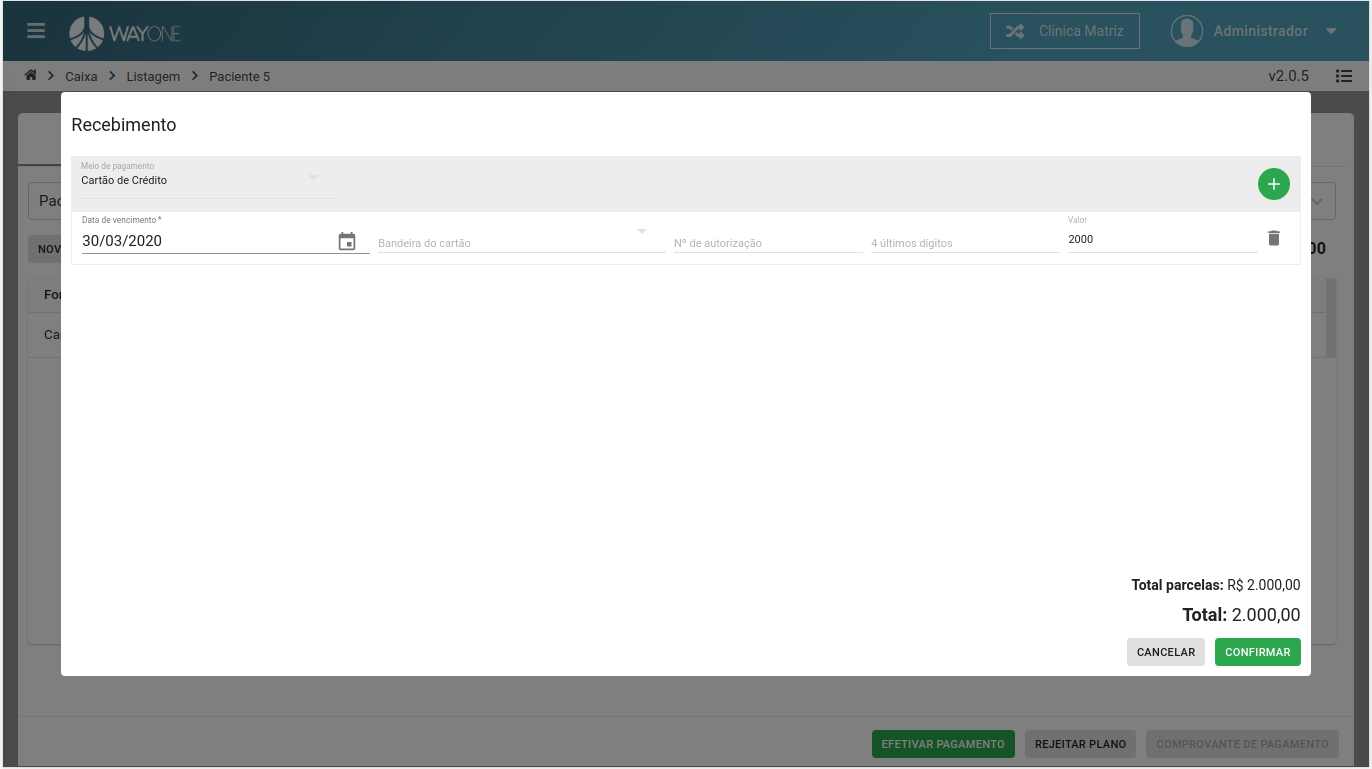 WAYONE
Clinica Matriz
Administrador
Caixa
Listagem
Paciente 5
v2.0.5
Recebimento
Meio de pagamento
Cartão de Crédito
Pac
Data de vencimento *
30/03/2020
Bandeira do cartão
Nº de autorização
4 últimos dígitos
Valor
2000
NOV
00
For
Ca
Total parcelas: R$ 2.000,00
Total: 2.000,00
CANCELAR
CONFIRMAR
EFETIVAR PAGAMENTO
REJEITAR PLANO
COMPROVANTE DE PAGAMENTO